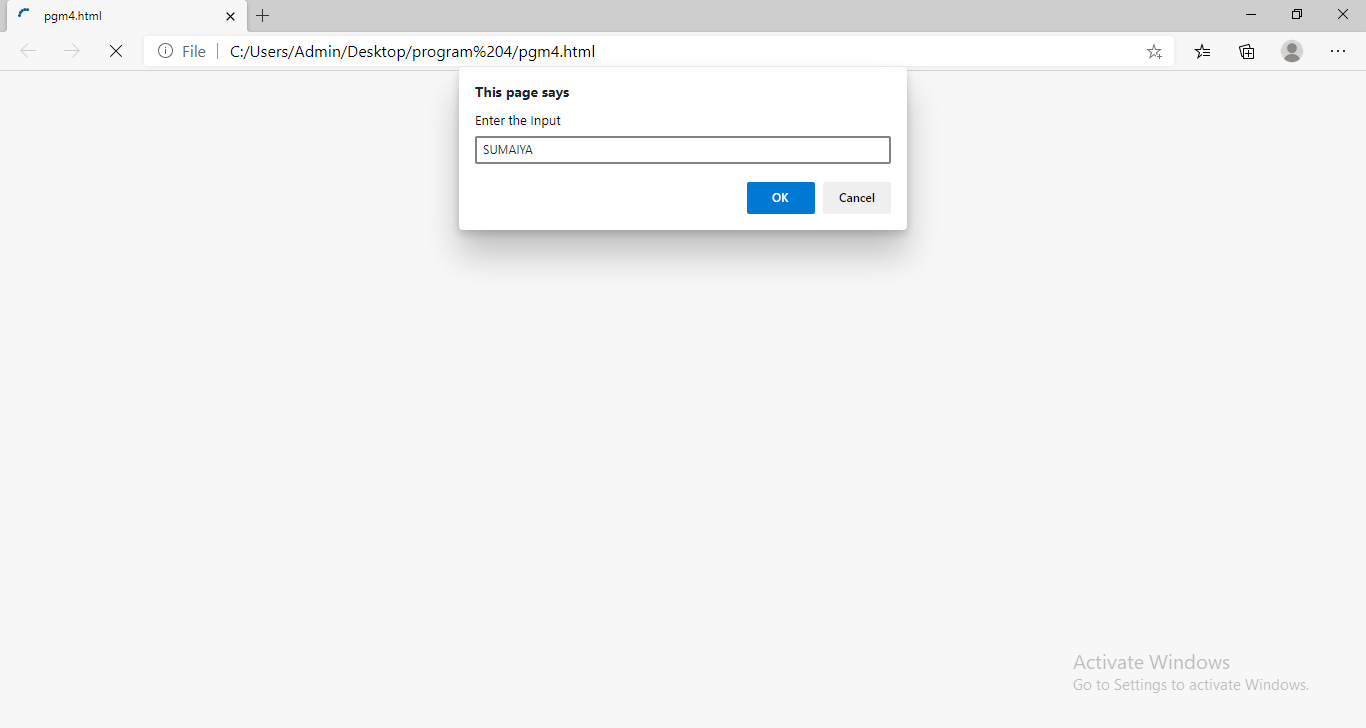 pgm4.html
File C:/Users/Admin/Desktop/program%204/pgm4.html
This page says
Enter the Input
SUMAIYA
OK Cancel
Activate Windows
Go to Settings to activate Windows.